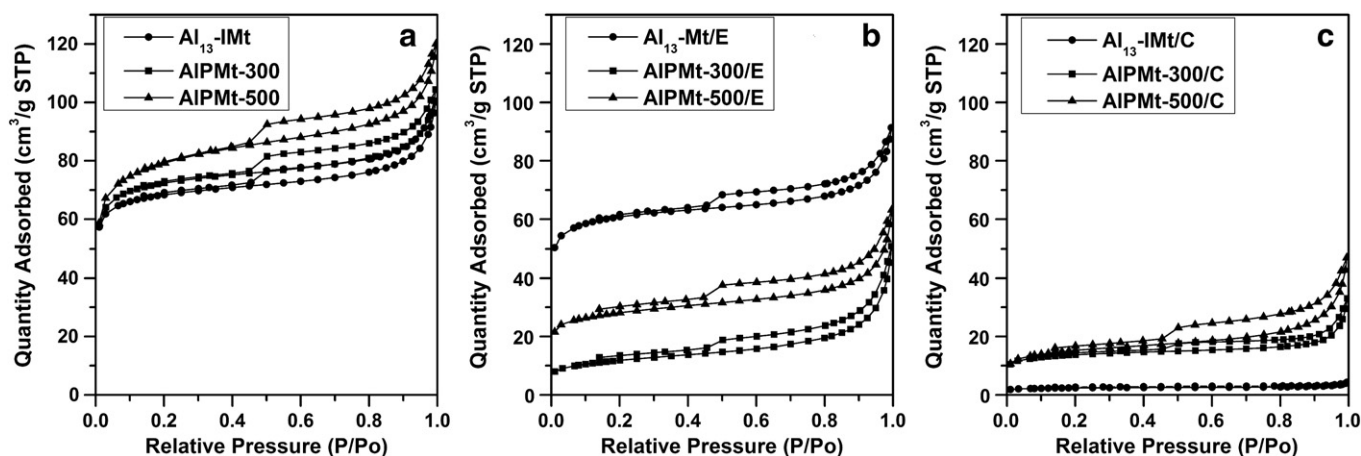 a
Al13-IMt
AlPMt-300
AlPMt-500
Quantity Adsorbed (cm3/g STP)
120
100
80
60
40
20
0
0.0 0.2 0.4 0.6 0.8 1.0
Relative Pressure (P/Po)
b
Al13-Mt/E
AlPMt-300/E
AlPMt-500/E
Quantity Adsorbed (cm3/g STP)
120
100
80
60
40
20
0
0.0 0.2 0.4 0.6 0.8 1.0
Relative Pressure (P/Po)
c
Al13-IMt/C
AlPMt-300/C
AlPMt-500/C
Quantity Adsorbed (cm3/g STP)
120
100
80
60
40
20
0
0.0 0.2 0.4 0.6 0.8 1.0
Relative Pressure (P/Po)